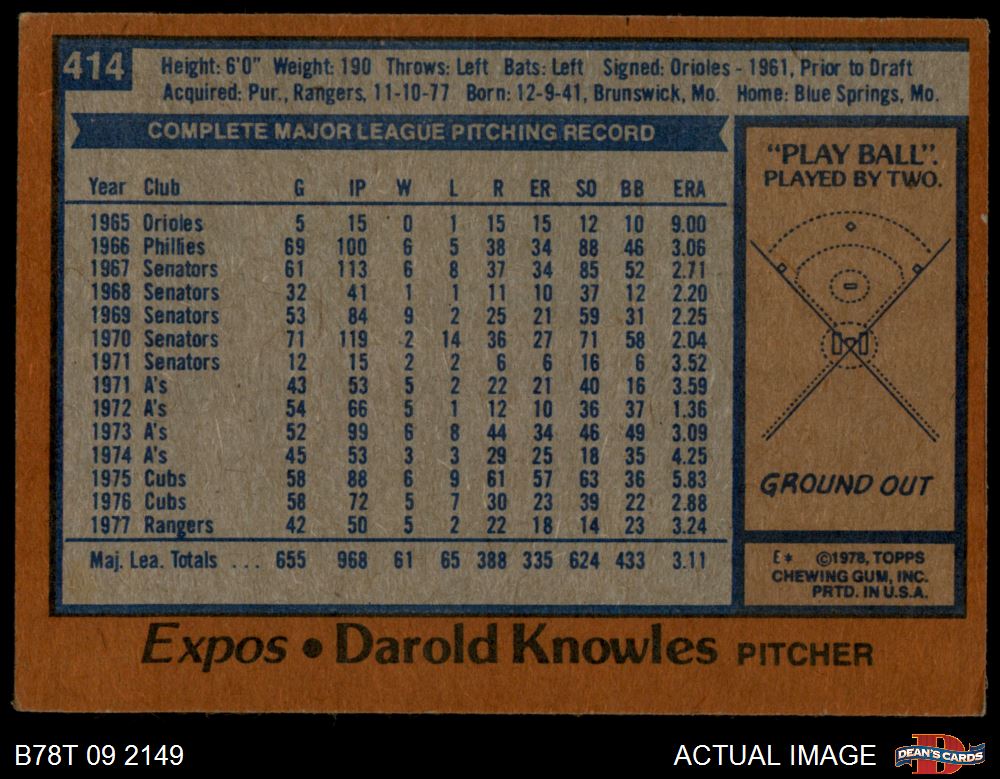 414
Height: 6'0" Weight: 190 Throws: Left Bats: Left Signed: Orioles - 1961, Prior to Draft
Acquired: Pur., Rangers, 11-10-77 Born: 12-9-41, Brunswick, Mo. Home: Blue Springs, Mo.
COMPLETE MAJOR LEAGUE PITCHING RECORD
Year Club G IP W L R ER SO BB ERA
1965 Orioles 5 15 0 1 15 15 12 10 9.00
1966 Phillies 69 100 6 5 38 34 88 46 3.06
1967 Senators 61 113 6 8 37 34 85 52 2.71
1968 Senators 32 41 1 1 11 10 37 12 2.20
1969 Senators 53 84 9 2 25 21 59 31 2.25
1970 Senators 71 119 2 14 36 27 71 58 2.04
1971 Senators 12 15 2 2 6 6 16 6 3.52
1971 A's 43 53 5 2 22 21 40 16 3.59
1972 A's 54 66 5 1 12 10 36 37 1.36
1973 A's 52 99 6 8 44 34 46 49 3.09
1974 A's 45 53 3 3 29 25 18 35 4.25
1975 Cubs 58 88 6 9 61 57 63 36 5.83
1976 Cubs 58 72 5 7 30 23 39 22 2.88
1977 Rangers 42 50 5 2 22 18 14 23 3.24
Maj. Lea. Totals ... 655 968 61 65 388 335 624 433 3.11
"PLAY BALL".
PLAYED BY TWO.
GROUND OUT
E* ©1978, TOPPS
CHEWING GUM, INC.
PRTD. IN U.S.A.
Expos • Darold Knowles PITCHER
B78T 09 2149
ACTUAL IMAGE
DEAN'S CARDS